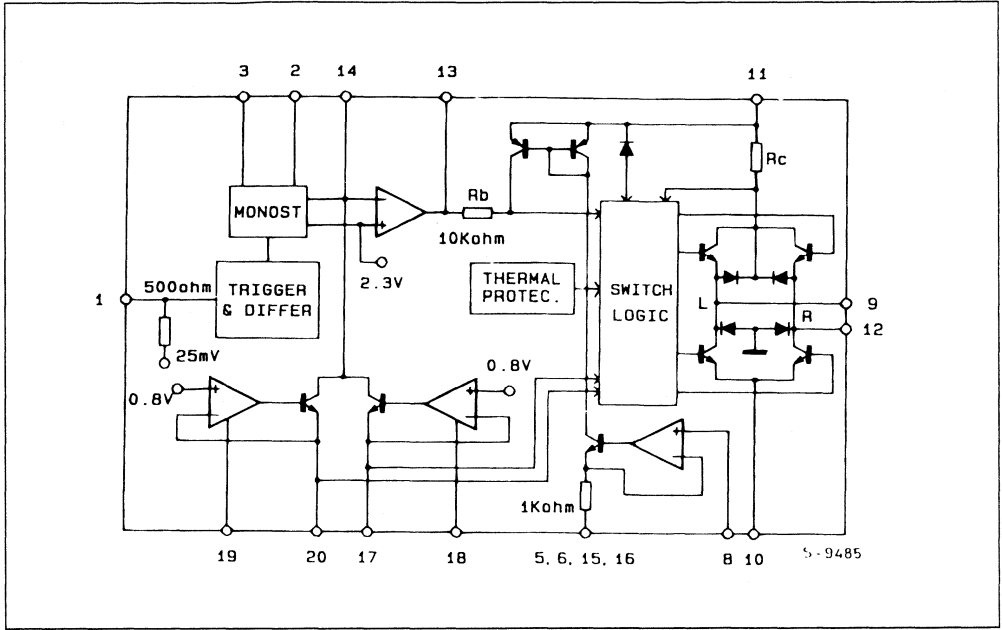 3 2 14 13 11
Rc
Rb
MONOST
10Kohm
2.3V
THERMAL
PROTEC.
1
500ohm
TRIGGER
& DIFFER
SWITCH
LOGIC
L
R
9
12
25mV
0.8V
0.8V
1Kohm
19 20 17 18 5, 6, 15, 16 8 10
S-9485